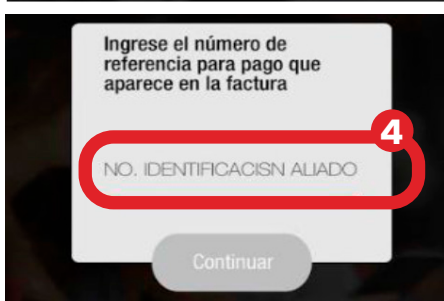 Ingrese el número de
referencia para pago que
aparece en la factura
4
NO. IDENTIFICACISN ALIADO
Continuar